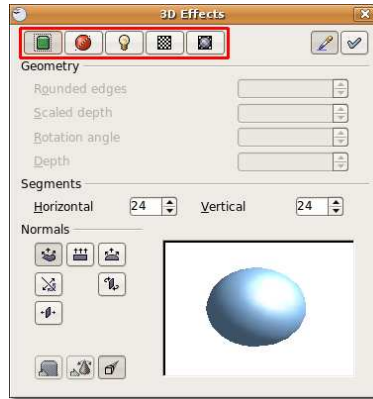 3D Effects
Geometry
Rounded edges
Scaled depth
Rotation angle
Depth
Segments
Horizontal 24 Vertical 24
Normals